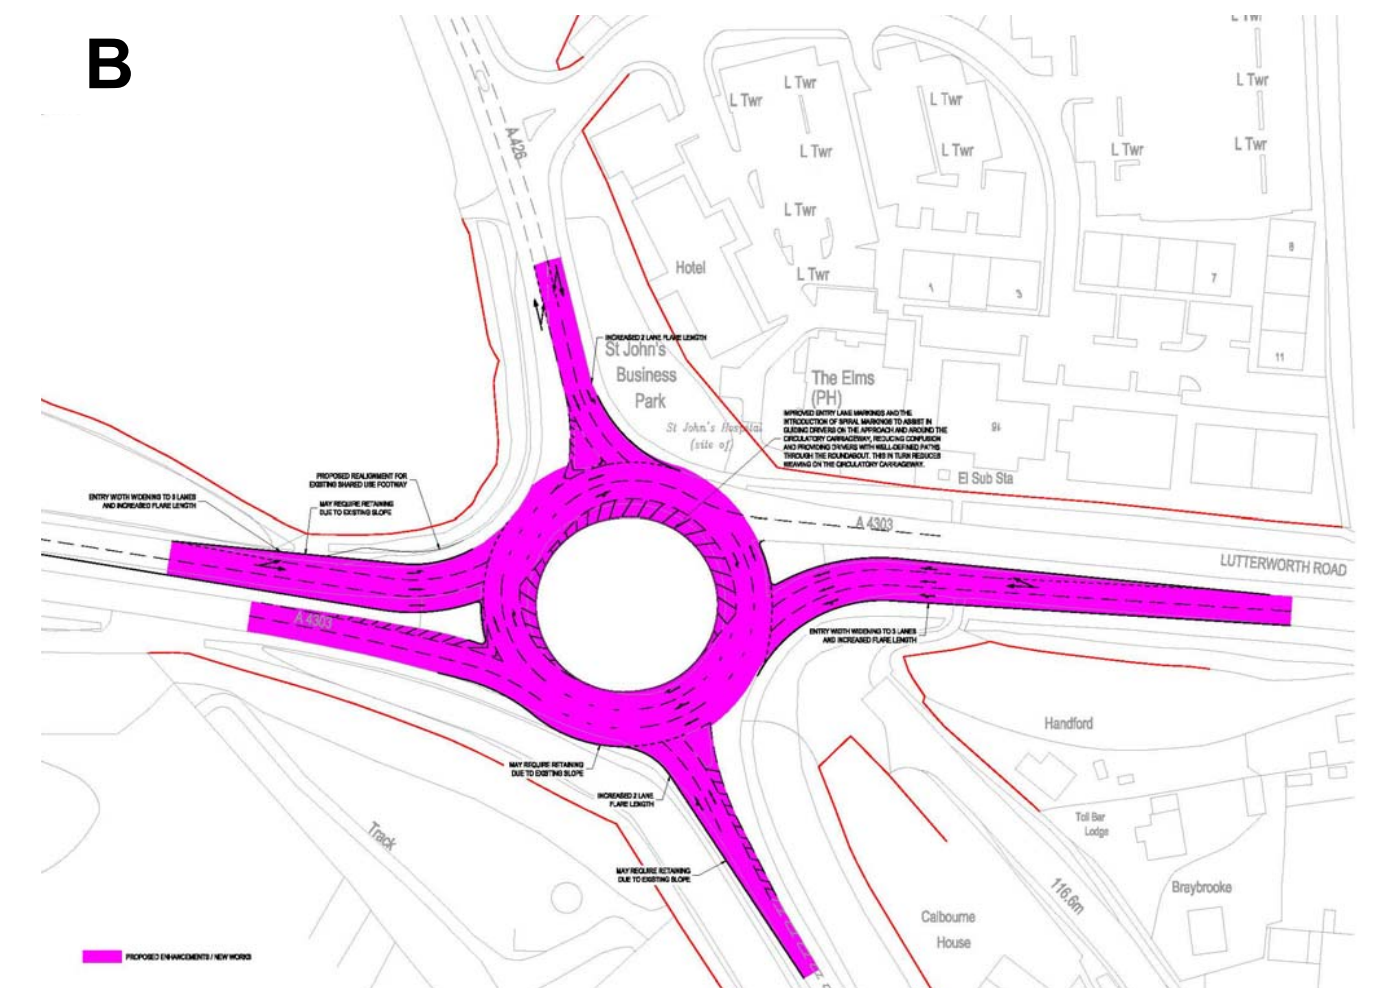 B
L Twr
L Twr
L Twr
L Twr
L Twr
A 426
L Twr
L Twr
L Twr
L Twr
L Twr
L Twr
Hotel
1
3
7
8
11
INCREASED 2 LANE FLARE LENGTH
St John's
Business
Park
The Elms
(PH)
St John's Hospital
(site of)
IMPROVED ENTRY LANE MARKINGS AND THE
INTRODUCTION OF SPIRAL MARKINGS TO ASSIST IN
GUIDING DRIVERS ON THE APPROACH AND AROUND THE
CIRCULATORY CARRIAGEWAY, REDUCING CONFUSION
AND PROVIDING DRIVERS WITH WELL-DEFINED PATHS
THROUGH THE ROUNDABOUT. THIS IN TURN REDUCES
WEAVING ON THE CIRCULATORY CARRIAGEWAY.
El Sub Sta
PROPOSED REALIGNMENT FOR
EXISTING SHARED USE FOOTWAY
ENTRY WIDTH WIDENING TO 3 LANES
AND INCREASED FLARE LENGTH
MAY REQUIRE RETAINING
DUE TO EXISTING SLOPE
A 4303
LUTTERWORTH ROAD
A 4303
ENTRY WIDTH WIDENING TO 3 LANES
AND INCREASED FLARE LENGTH
Handford
MAY REQUIRE RETAINING
DUE TO EXISTING SLOPE
INCREASED 2 LANE
FLARE LENGTH
Track
Toll Bar
Lodge
MAY REQUIRE RETAINING
DUE TO EXISTING SLOPE
116.6m
Braybrooke
Calbourne
House
PROPOSED ENHANCEMENTS / NEW WORKS